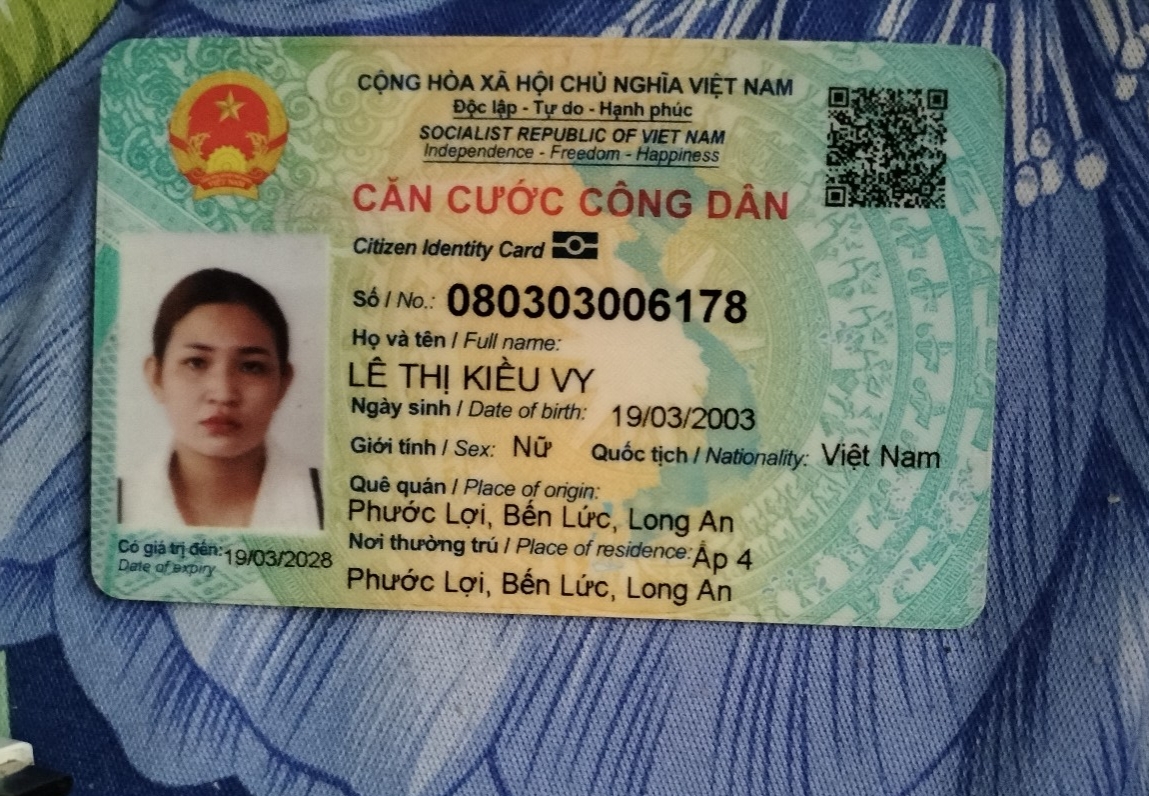 CỘNG HÒA XÃ HỘI CHỦ NGHĨA VIỆT NAM
Độc lập - Tự do - Hạnh phúc
SOCIALIST REPUBLIC OF VIET NAM
Independence - Freedom - Happiness
CĂN CƯỚC CÔNG DÂN
Citizen Identity Card
Số / No.: 080303006178
Họ và tên / Full name:
LÊ THỊ KIỀU VY
Ngày sinh / Date of birth: 19/03/2003
Giới tính / Sex: Nữ Quốc tịch / Nationality: Việt Nam
Quê quán / Place of origin:
Phước Lợi, Bến Lức, Long An
Nơi thường trú / Place of residence: Ấp 4
Phước Lợi, Bến Lức, Long An
Có giá trị đến: 19/03/2028
Date of expiry